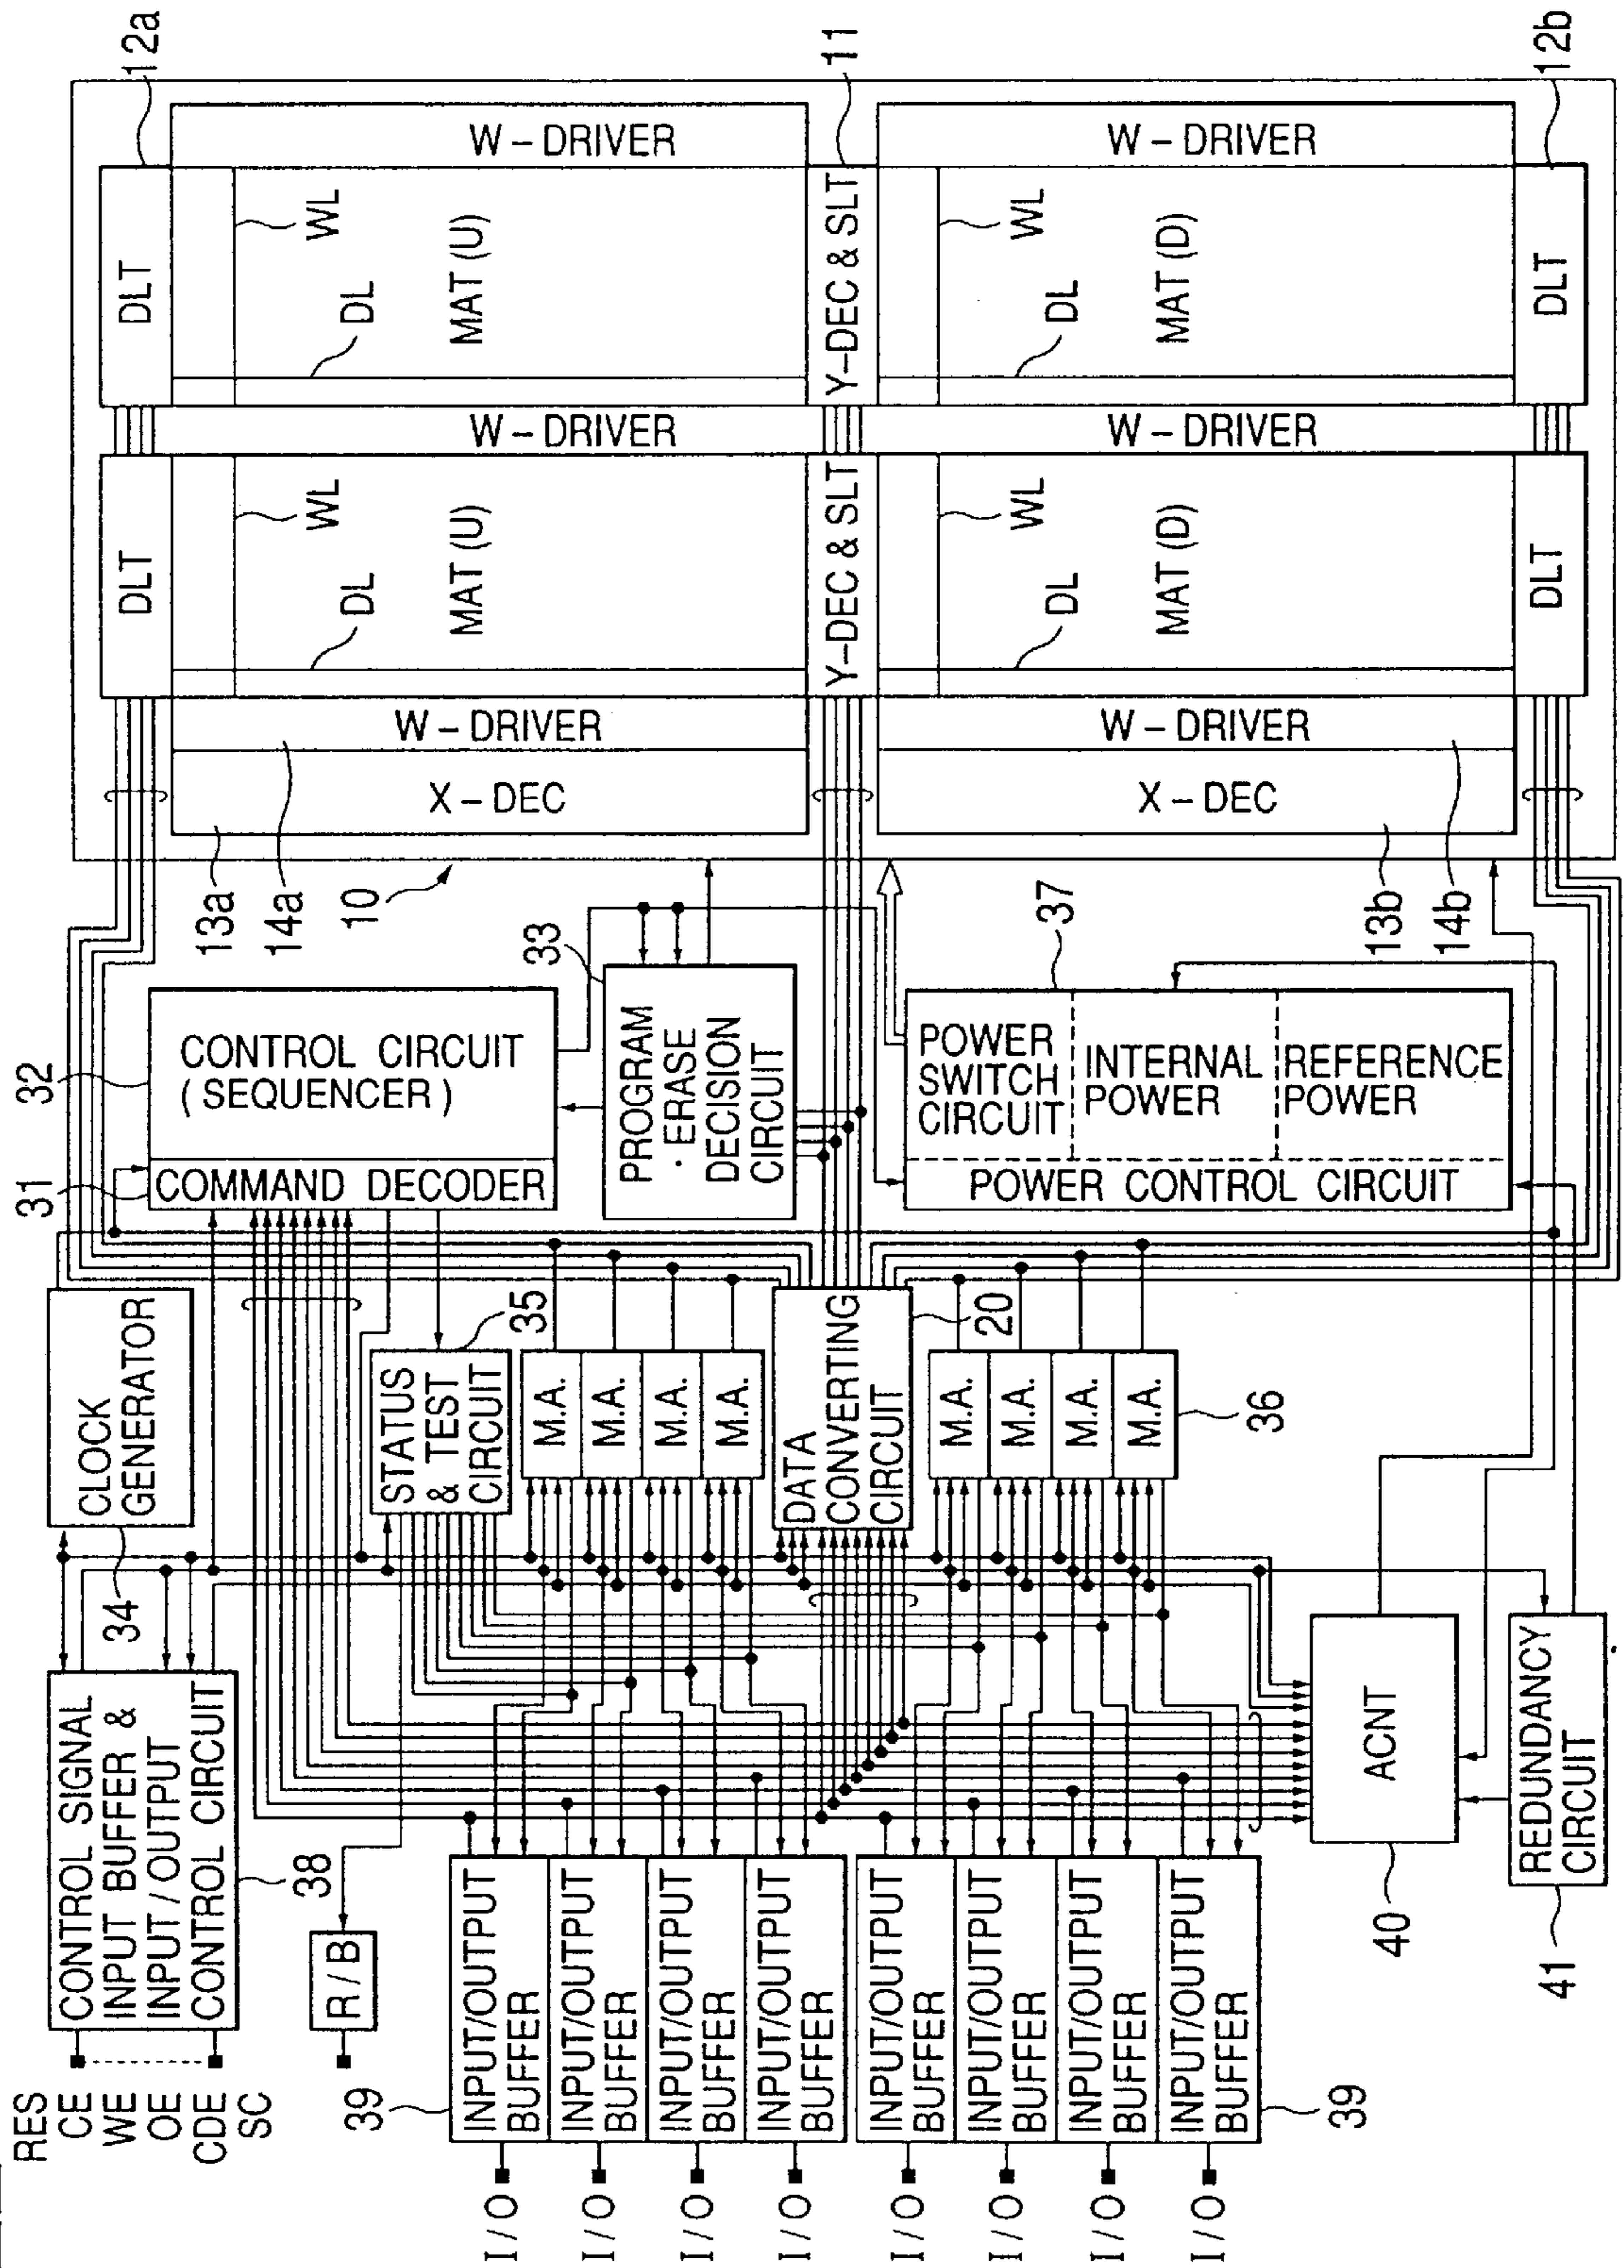 RES
CE
WE
OE
CDE
SC
CONTROL SIGNAL
INPUT BUFFER &
INPUT / OUTPUT
CONTROL CIRCUIT
38
34
CLOCK
GENERATOR
31
COMMAND DECODER
32
CONTROL CIRCUIT
( SEQUENCER )
R / B
STATUS
& TEST
CIRCUIT
35
33
PROGRAM
· ERASE
DECISION
CIRCUIT
39
I / O
INPUT/OUTPUT
BUFFER
I / O
INPUT/OUTPUT
BUFFER
I / O
INPUT/OUTPUT
BUFFER
I / O
INPUT/OUTPUT
BUFFER
I / O
INPUT/OUTPUT
BUFFER
I / O
INPUT/OUTPUT
BUFFER
I / O
INPUT/OUTPUT
BUFFER
I / O
INPUT/OUTPUT
BUFFER
39
M.A.
M.A.
M.A.
M.A.
DATA
CONVERTING
CIRCUIT
20
M.A.
M.A.
M.A.
M.A.
36
37
POWER
SWITCH
CIRCUIT
INTERNAL
POWER
REFERENCE
POWER
POWER CONTROL CIRCUIT
ACNT
40
REDUNDANCY
CIRCUIT
41
10
13a
14a
12a
DLT
DLT
X – DEC
W – DRIVER
WL
DL
MAT (U)
W – DRIVER
WL
DL
MAT (U)
W – DRIVER
Y–DEC & SLT
Y–DEC & SLT
11
X – DEC
W – DRIVER
WL
DL
MAT (D)
W – DRIVER
WL
DL
MAT (D)
W – DRIVER
DLT
DLT
13b
14b
12b